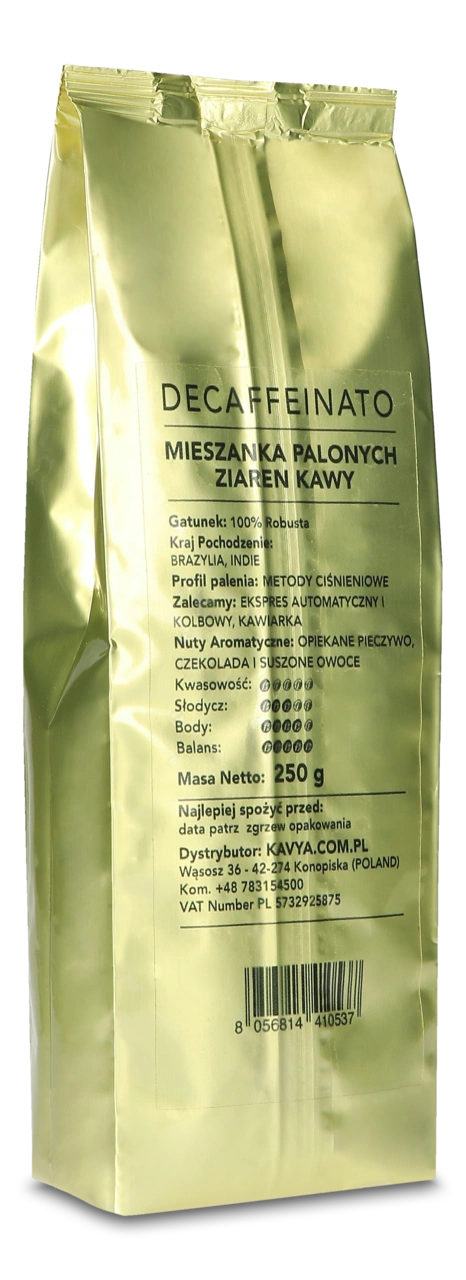 DECAFFEINATO
MIESZANKA PALONYCH
ZIAREN KAWY
Gatunek: 100% Robusta
Kraj Pochodzenie:
BRAZYLIA, INDIE
Profil palenia: METODY CIŚNIENIOWE
Zalecamy: EKSPRES AUTOMATYCZNY I
KOLBOWY, KAWIARKA
Nuty Aromatyczne: OPIEKANE PIECZYWO,
CZEKOLADA I SUSZONE OWOCE
Kwasowość:
Słodycz:
Body:
Balans:
Masa Netto: 250 g
Najlepiej spożyć przed:
data patrz zgrzew opakowania
Dystrybutor: KAVYA.COM.PL
Wąsosz 36 - 42-274 Konopiska (POLAND)
Kom. +48 783154500
VAT Number PL 5732925875
8 056814 410537